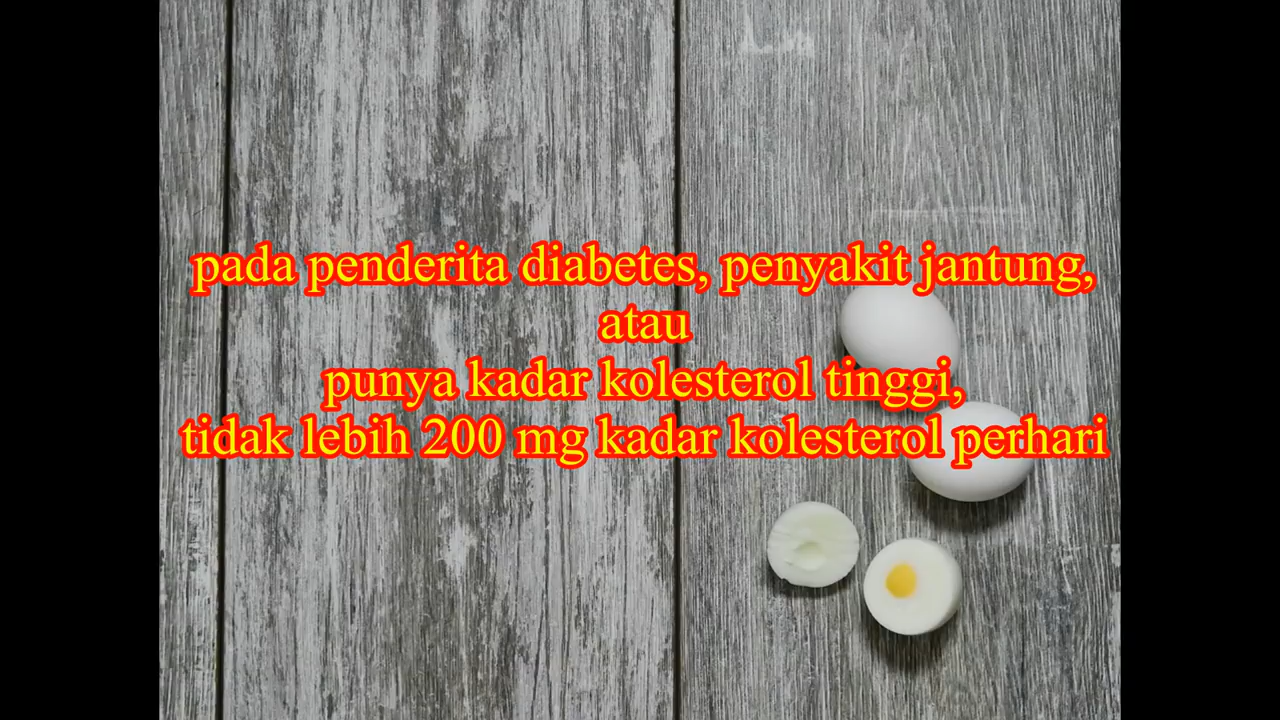 pada penderita diabetes, penyakit jantung,
atau
punya kadar kolesterol tinggi,
tidak lebih 200 mg kadar kolesterol perhari